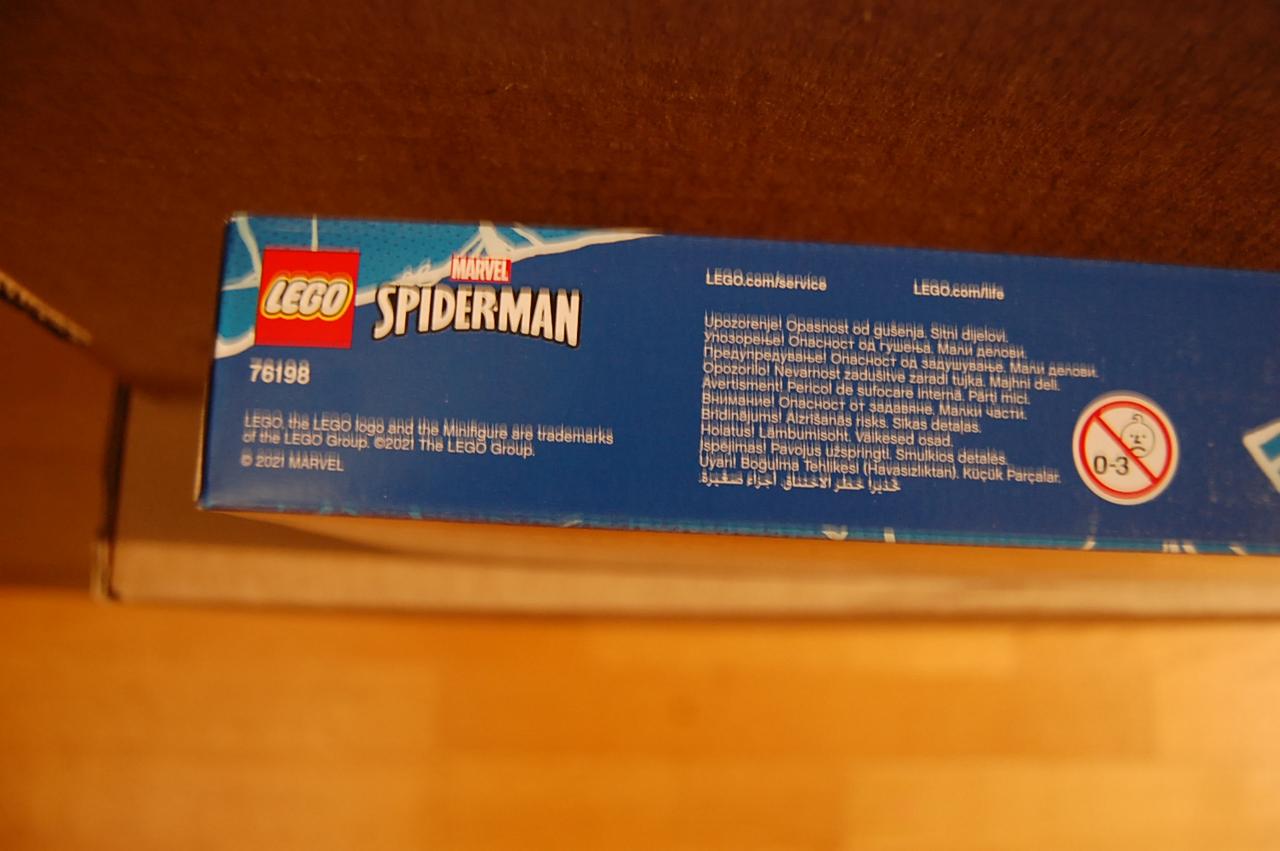 LEGO
MARVEL
SPIDER-MAN
76198
LEGO, the LEGO logo and the Minifigure are trademarks
of the LEGO Group. ©2021 The LEGO Group.
© 2021 MARVEL
LEGO.com/service
LEGO.com/life
Upozorenje! Opasnost od gušenja. Sitni dijelovi.
Упозорење! Опасност од гушења. Мали делови.
Предупредување! Опасност од задушување. Мали делови.
Opozorilo! Nevarnost zadušitve zaradi tujka. Majhni deli.
Avertisment! Pericol de sufocare internă. Părți mici.
Внимание! Опасност от задавяне. Малки части.
Brīdinājums! Aizrīšanās risks. Sīkas detaļas.
Hoiatus! Lämbumisoht. Väikesed osad.
Įspėjimas! Pavojus užspringti. Smulkios detalės.
Uyarı! Boğulma Tehlikesi (Havasızlıktan). Küçük Parçalar.
تحذير! خطر الاختناق. أجزاء صغيرة
0-3